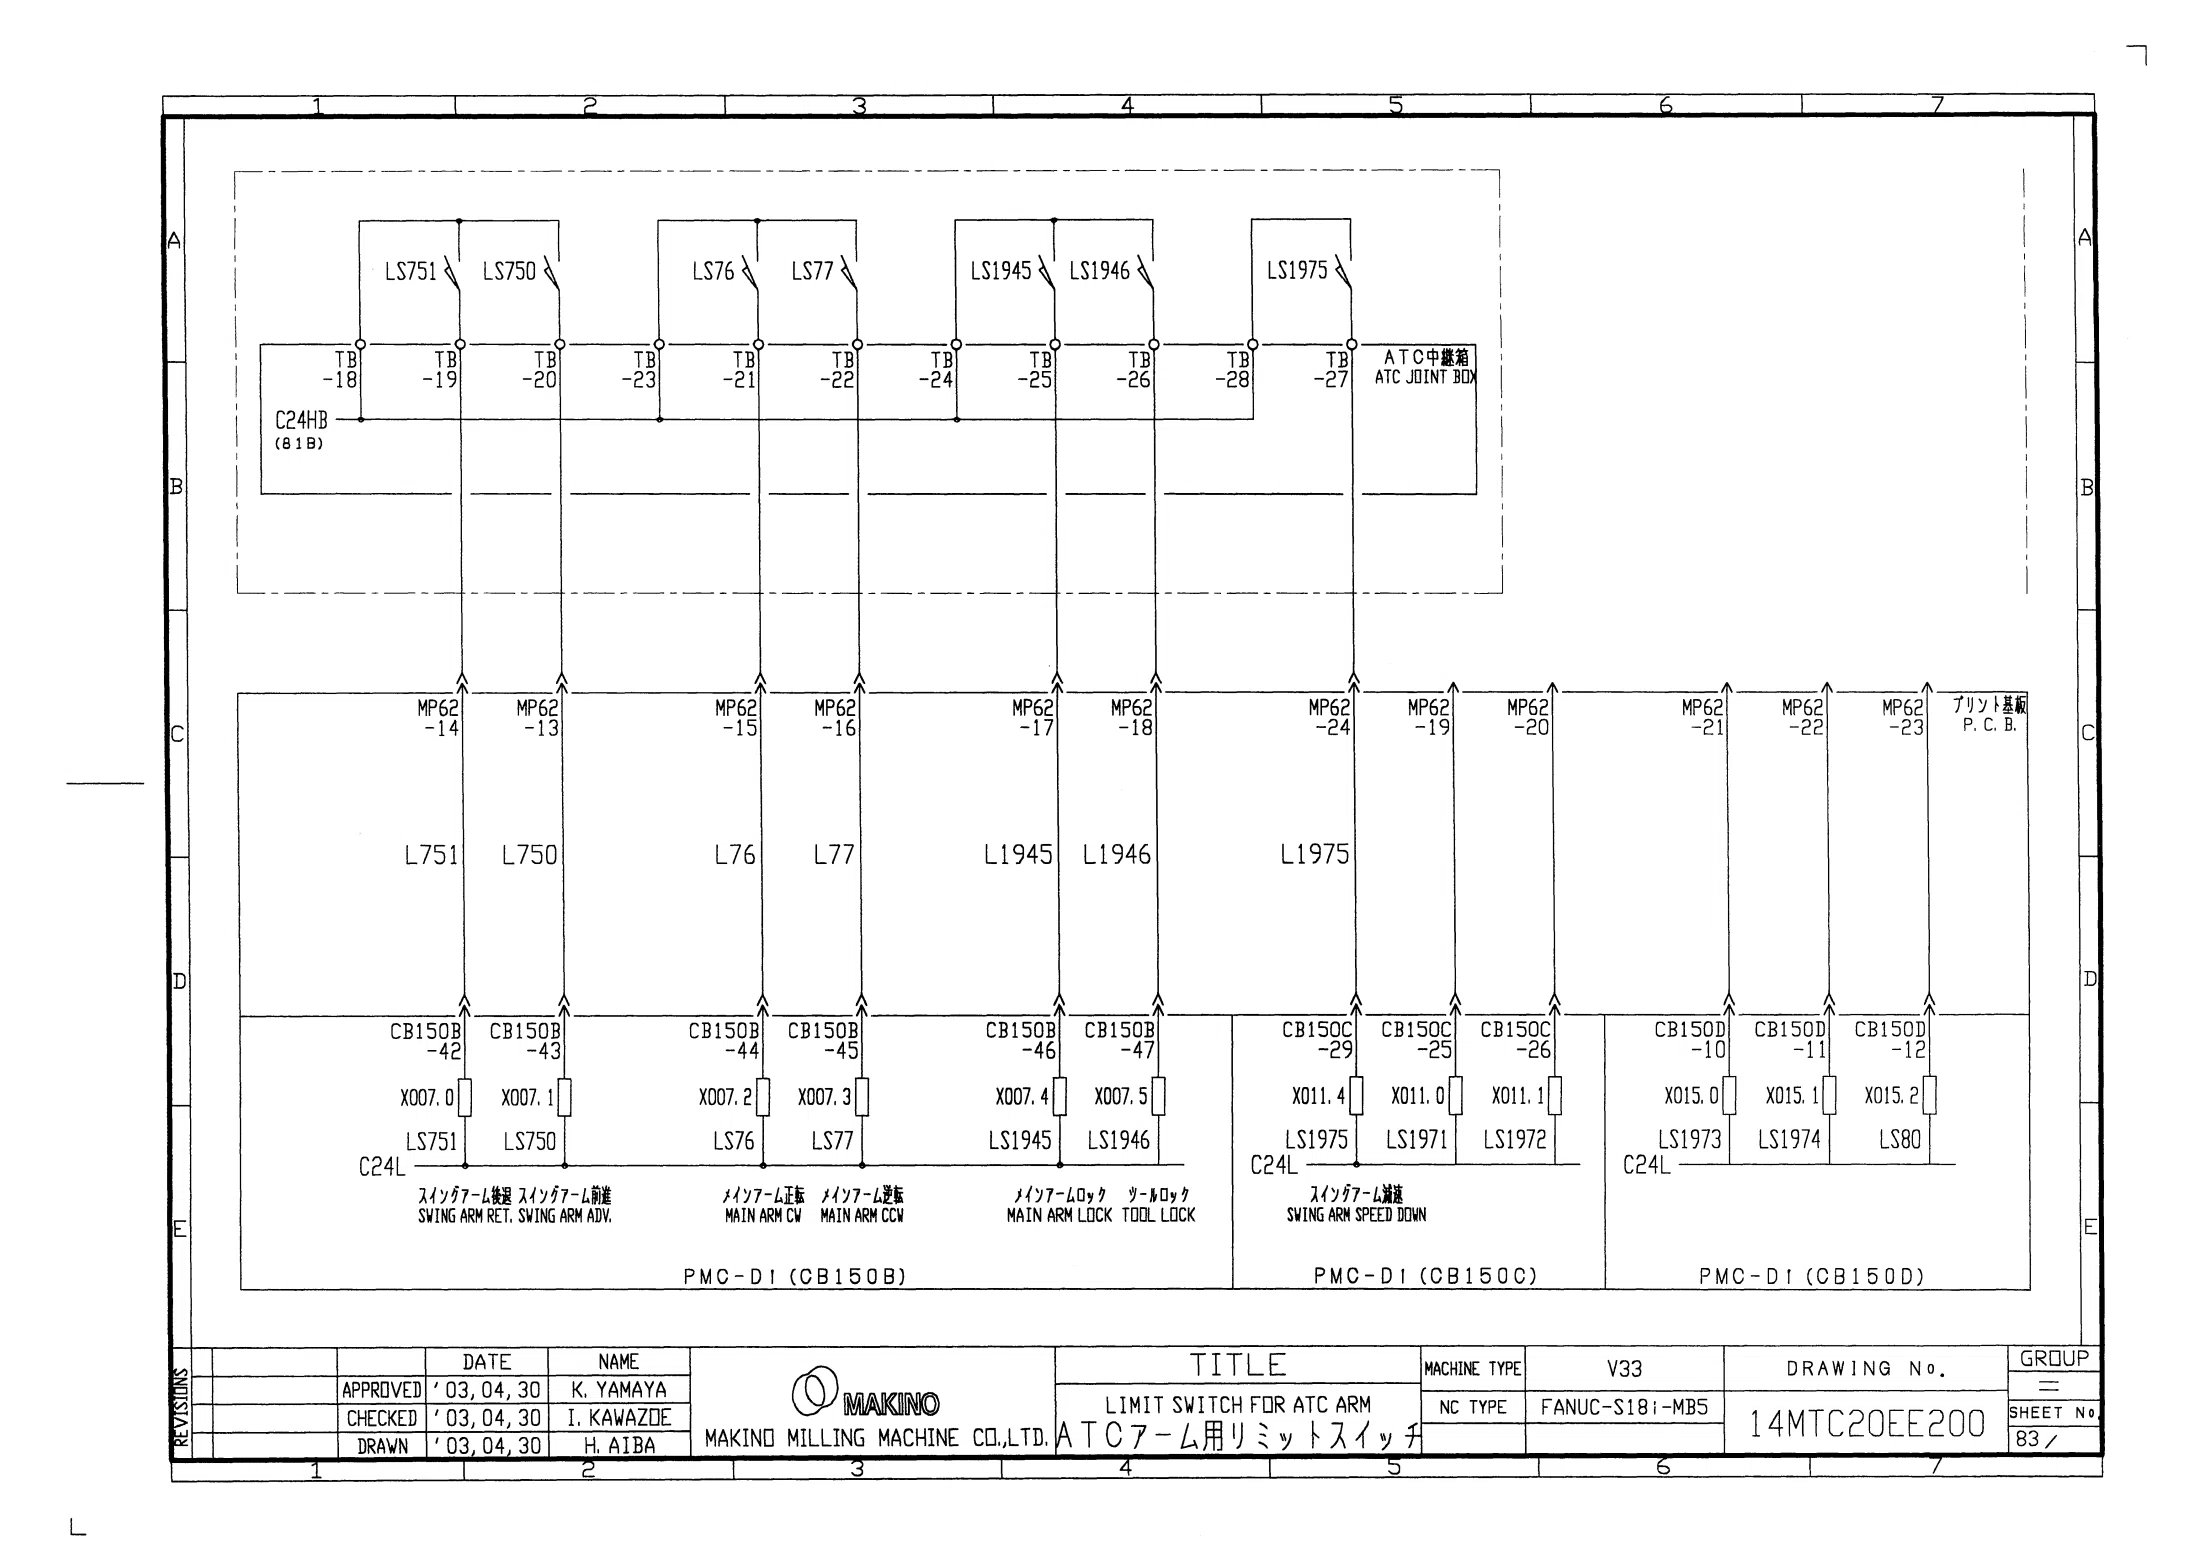 1 2 3 4 5 6 7
A A
LS751 LS750 LS76 LS77 LS1945 LS1946 LS1975
TB TB TB TB TB TB TB TB TB TB TB
-18 -19 -20 -23 -21 -22 -24 -25 -26 -28 -27
ATC中継箱
ATC JOINT BOX
C24HB
(81B)
B B
MP62 MP62 MP62 MP62 MP62 MP62 MP62 MP62 MP62 MP62 MP62 MP62
-14 -13 -15 -16 -17 -18 -24 -19 -20 -21 -22 -23
プリント基板
P.C.B.
C C
L751 L750 L76 L77 L1945 L1946 L1975
D D
CB150B CB150B CB150B CB150B CB150B CB150B CB150C CB150C CB150C CB150D CB150D CB150D
-42 -43 -44 -45 -46 -47 -29 -25 -26 -10 -11 -12
X007.0 X007.1 X007.2 X007.3 X007.4 X007.5 X011.4 X011.0 X011.1 X015.0 X015.1 X015.2
LS751 LS750 LS76 LS77 LS1945 LS1946 LS1975 LS1971 LS1972 LS1973 LS1974 LS80
C24L C24L C24L
スイングアーム後退 スイングアーム前進 メインアーム正転 メインアーム逆転 メインアームロック ツールロック スイングアーム減速
SWING ARM RET. SWING ARM ADV. MAIN ARM CW MAIN ARM CCW MAIN ARM LOCK TOOL LOCK SWING ARM SPEED DOWN
E E
PMC-DI(CB150B) PMC-DI(CB150C) PMC-DI(CB150D)
REVISIONS
DATE NAME
APPROVED '03,04,30 K. YAMAYA
CHECKED '03,04,30 I. KAWAZOE
DRAWN '03,04,30 H. AIBA
MAKINO
MAKINO MILLING MACHINE CO.,LTD.
TITLE
LIMIT SWITCH FOR ATC ARM
ATCアーム用リミットスイッチ
MACHINE TYPE V33
NC TYPE FANUC-S18i-MB5
DRAWING No.
14MTC20EE200
GROUP
=
SHEET No.
83/
1 2 3 4 5 6 7